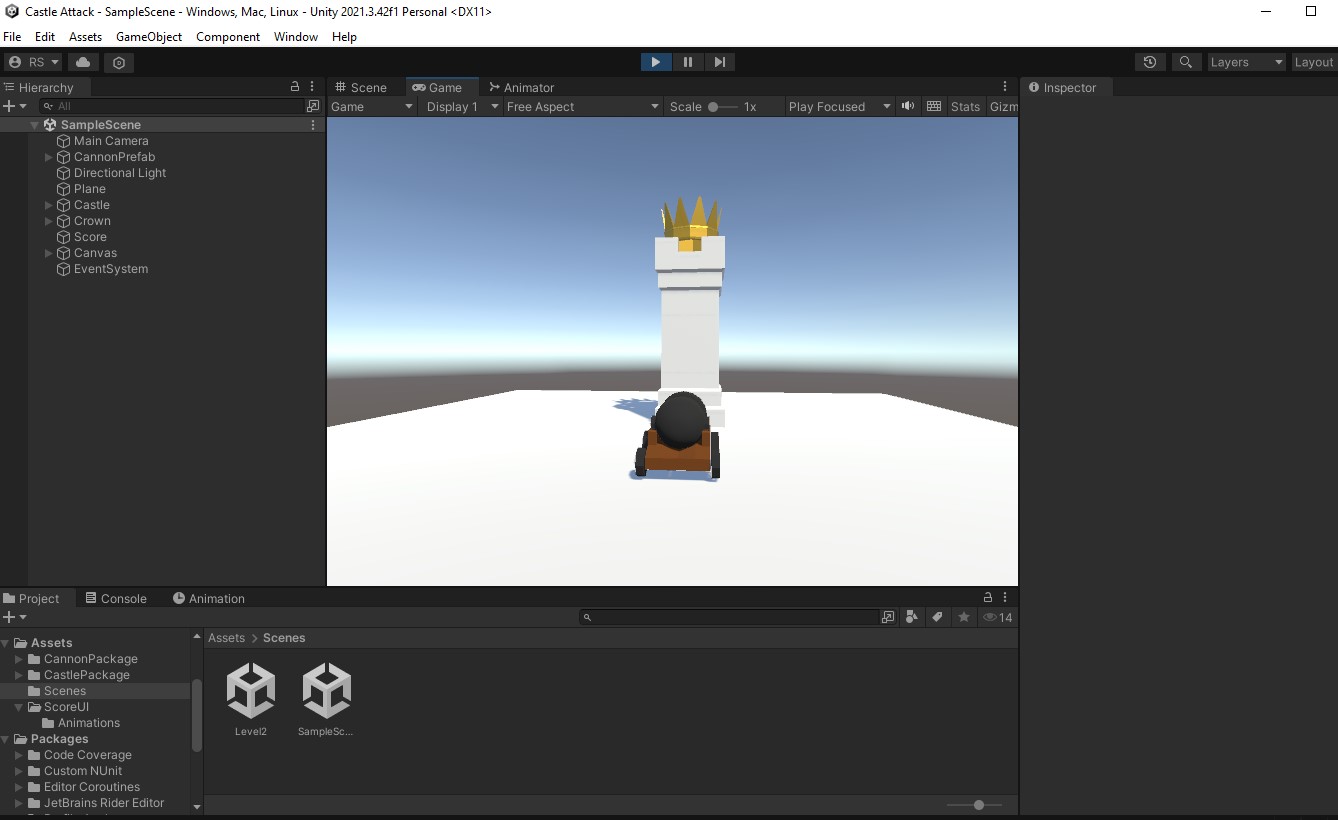 Castle Attack - SampleScene - Windows, Mac, Linux - Unity 2021.3.42f1 Personal <DX11>
File Edit Assets GameObject Component Window Help
RS Layers Layout
Hierarchy
All
SampleScene
Main Camera
CannonPrefab
Directional Light
Plane
Castle
Crown
Score
Canvas
EventSystem
Scene Game Animator
Game Display 1 Free Aspect Scale 1x Play Focused Stats Gizm
Inspector
Project Console Animation
14
Assets
CannonPackage
CastlePackage
Scenes
ScoreUI
Animations
Packages
Code Coverage
Custom NUnit
Editor Coroutines
JetBrains Rider Editor
Assets > Scenes
Level2 SampleSc...